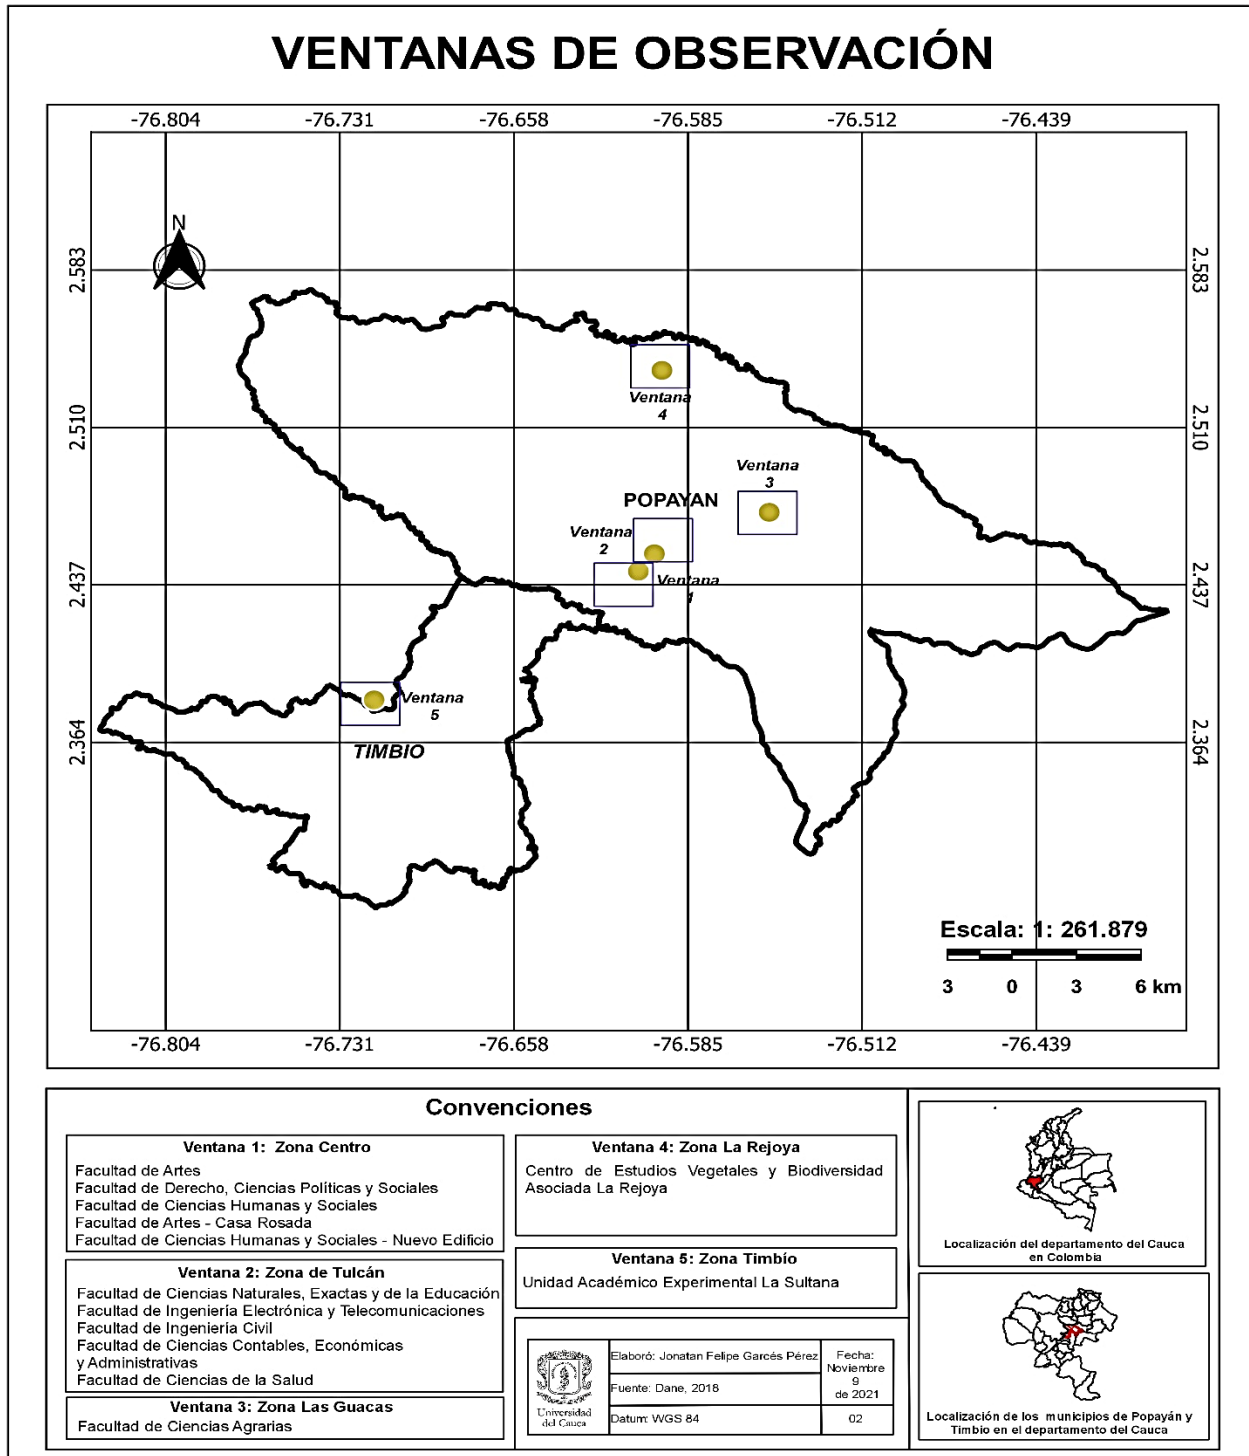 VENTANAS DE OBSERVACIÓN
-76.804 -76.731 -76.658 -76.585 -76.512 -76.439
N
2.583 2.583
Ventana
4
2.510 2.510
Ventana
3
POPAYAN
Ventana
2
Ventana
1
2.437 2.437
Ventana
5
TIMBIO
2.364 2.364
Escala: 1: 261.879
3 0 3 6 km
-76.804 -76.731 -76.658 -76.585 -76.512 -76.439
Convenciones
Ventana 1: Zona Centro
Facultad de Artes
Facultad de Derecho, Ciencias Políticas y Sociales
Facultad de Ciencias Humanas y Sociales
Facultad de Artes - Casa Rosada
Facultad de Ciencias Humanas y Sociales - Nuevo Edificio
Ventana 2: Zona de Tulcán
Facultad de Ciencias Naturales, Exactas y de la Educación
Facultad de Ingeniería Electrónica y Telecomunicaciones
Facultad de Ingeniería Civil
Facultad de Ciencias Contables, Económicas
y Administrativas
Facultad de Ciencias de la Salud
Ventana 3: Zona Las Guacas
Facultad de Ciencias Agrarias
Ventana 4: Zona La Rejoya
Centro de Estudios Vegetales y Biodiversidad
Asociada La Rejoya
Ventana 5: Zona Timbío
Unidad Académico Experimental La Sultana
Universidad
del Cauca
Elaboró: Jonatan Felipe Garcés Pérez
Fuente: Dane, 2018
Datum: WGS 84
Fecha:
Noviembre
9
de 2021
02
Localización del departamento del Cauca
en Colombia
Localización de los municipios de Popayán y
Timbio en el departamento del Cauca